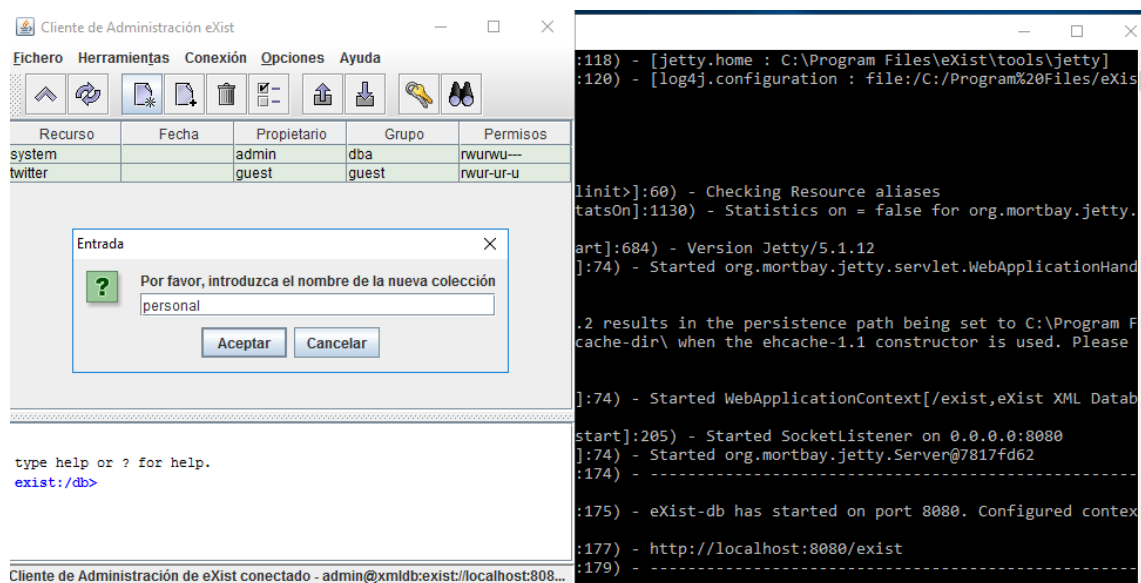 Cliente de Administración eXist
Fichero Herramientas Conexión Opciones Ayuda
Recurso Fecha Propietario Grupo Permisos
system admin dba rwurwu---
twitter guest guest rwur-ur-u
Entrada
Por favor, introduzca el nombre de la nueva colección
personal
Aceptar Cancelar
type help or ? for help.
exist:/db>
Cliente de Administración de eXist conectado - admin@xmldb:exist://localhost:808...
:118) - [jetty.home : C:\Program Files\eXist\tools\jetty]
:120) - [log4j.configuration : file:/C:/Program%20Files/eXis
linit>]:60) - Checking Resource aliases
tatsOn]:1130) - Statistics on = false for org.mortbay.jetty.
art]:684) - Version Jetty/5.1.12
]:74) - Started org.mortbay.jetty.servlet.WebApplicationHand
.2 results in the persistence path being set to C:\Program F
cache-dir\ when the ehcache-1.1 constructor is used. Please
]:74) - Started WebApplicationContext[/exist,eXist XML Datab
start]:205) - Started SocketListener on 0.0.0.0:8080
]:74) - Started org.mortbay.jetty.Server@7817fd62
:174) - ----------------------------------------------------
:175) - eXist-db has started on port 8080. Configured contex
:177) - http://localhost:8080/exist
:179) - ----------------------------------------------------